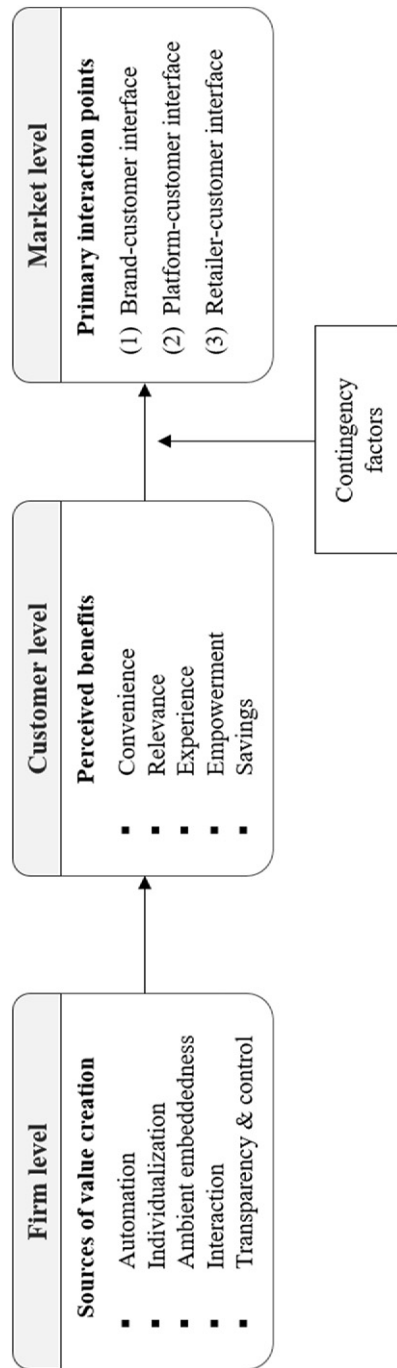 Firm level
Sources of value creation
▪ Automation
▪ Individualization
▪ Ambient embeddedness
▪ Interaction
▪ Transparency & control
Customer level
Perceived benefits
▪ Convenience
▪ Relevance
▪ Experience
▪ Empowerment
▪ Savings
Market level
Primary interaction points
(1) Brand-customer interface
(2) Platform-customer interface
(3) Retailer-customer interface
Contingency
factors